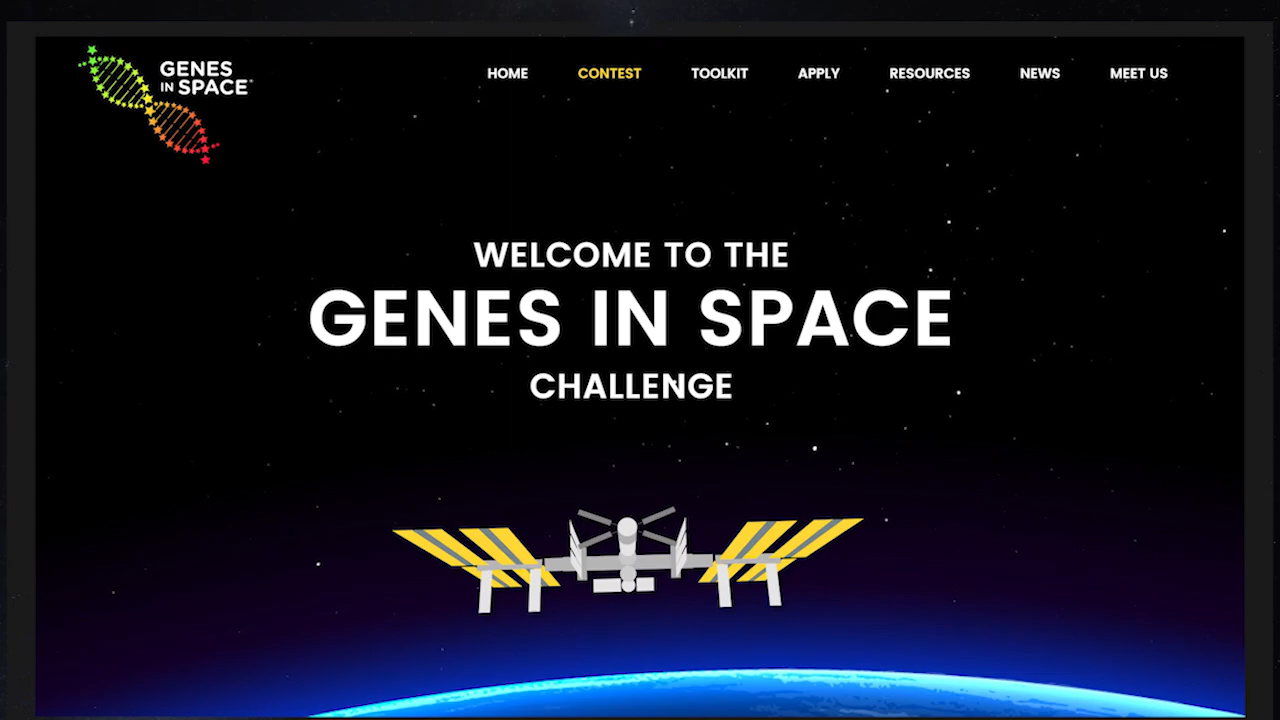 GENES
IN SPACE®
HOME CONTEST TOOLKIT APPLY RESOURCES NEWS MEET US
WELCOME TO THE
GENES IN SPACE
CHALLENGE